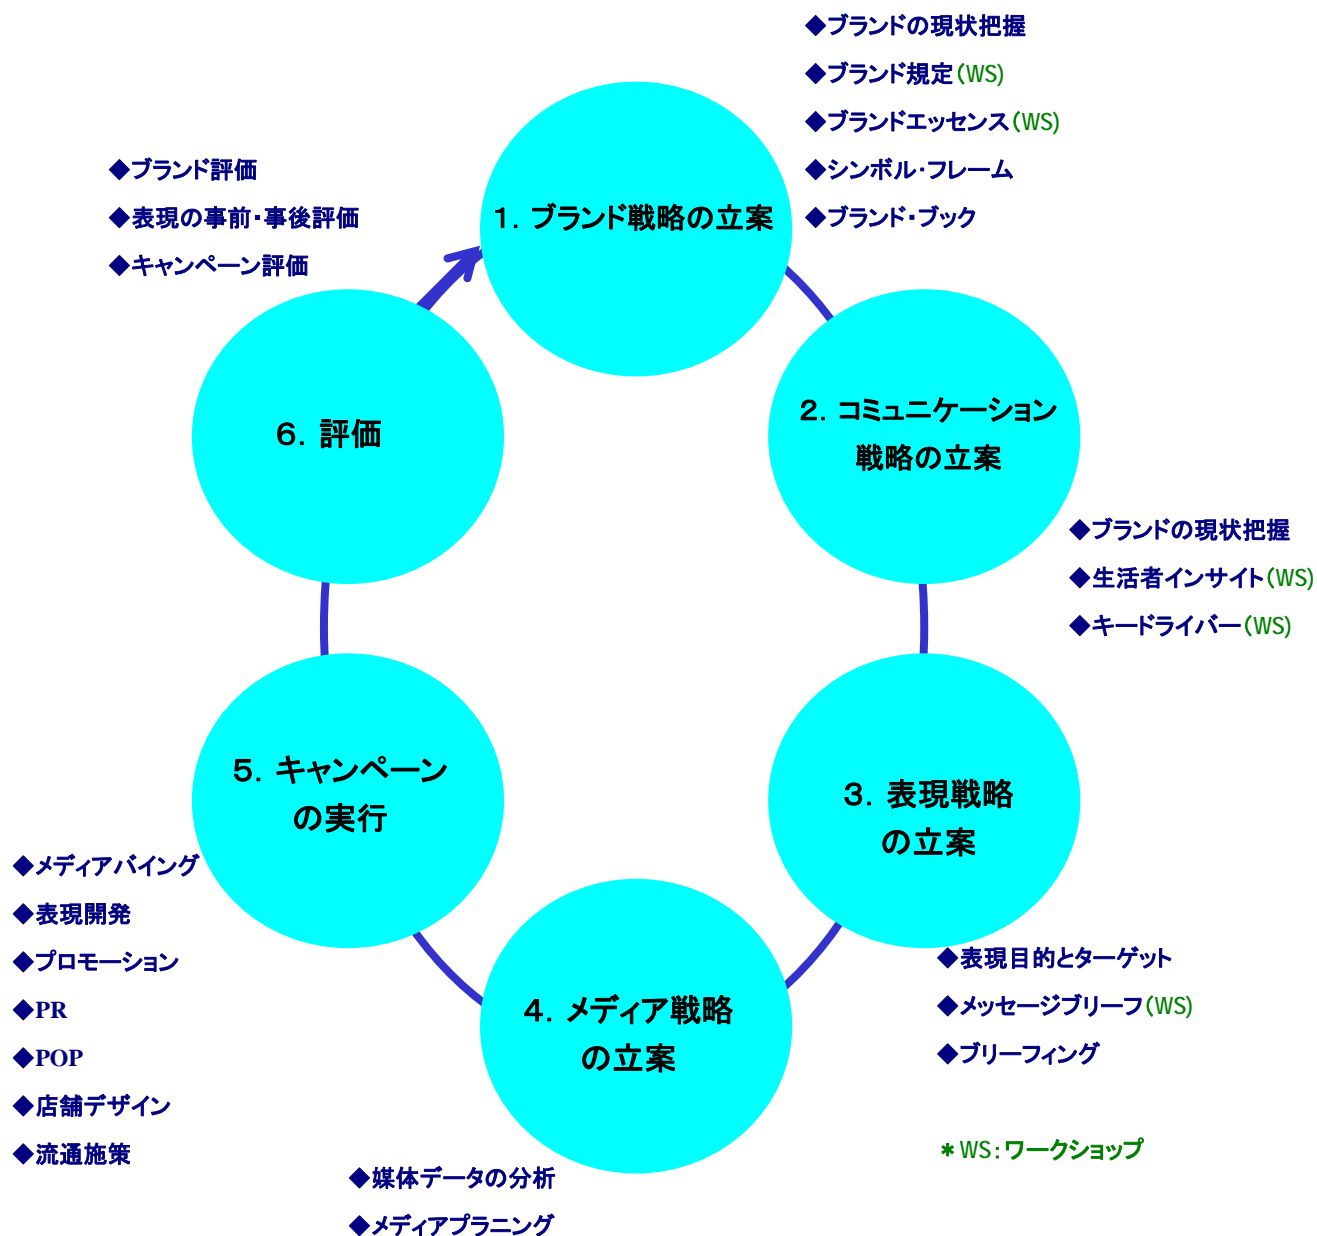 ◆ブランドの現状把握
◆ブランド規定(WS)
◆ブランドエッセンス(WS)
◆シンボル・フレーム
◆ブランド・ブック
1．ブランド戦略の立案
◆ブランド評価
◆表現の事前・事後評価
◆キャンペーン評価
2．コミュニケーション
戦略の立案
◆ブランドの現状把握
◆生活者インサイト(WS)
◆キードライバー(WS)
3．表現戦略
の立案
◆表現目的とターゲット
◆メッセージブリーフ(WS)
◆ブリーフィング
4．メディア戦略
の立案
◆媒体データの分析
◆メディアプラニング
5．キャンペーン
の実行
◆メディアバイング
◆表現開発
◆プロモーション
◆PR
◆POP
◆店舗デザイン
◆流通施策
6．評価
＊WS：ワークショップ